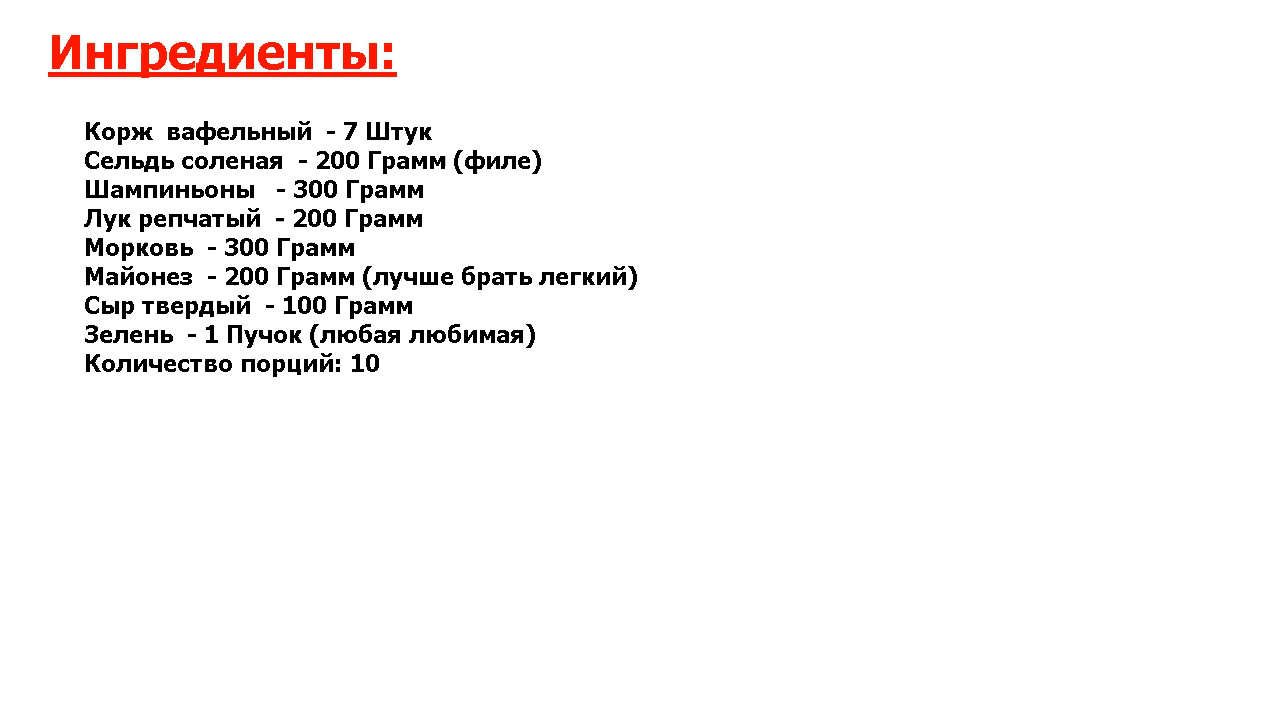 Ингредиенты:
Корж  вафельный  - 7 Штук
Сельдь соленая  - 200 Грамм (филе)
Шампиньоны   - 300 Грамм
Лук репчатый  - 200 Грамм
Морковь  - 300 Грамм
Майонез  - 200 Грамм (лучше брать легкий)
Сыр твердый  - 100 Грамм
Зелень  - 1 Пучок (любая любимая)
Количество порций: 10